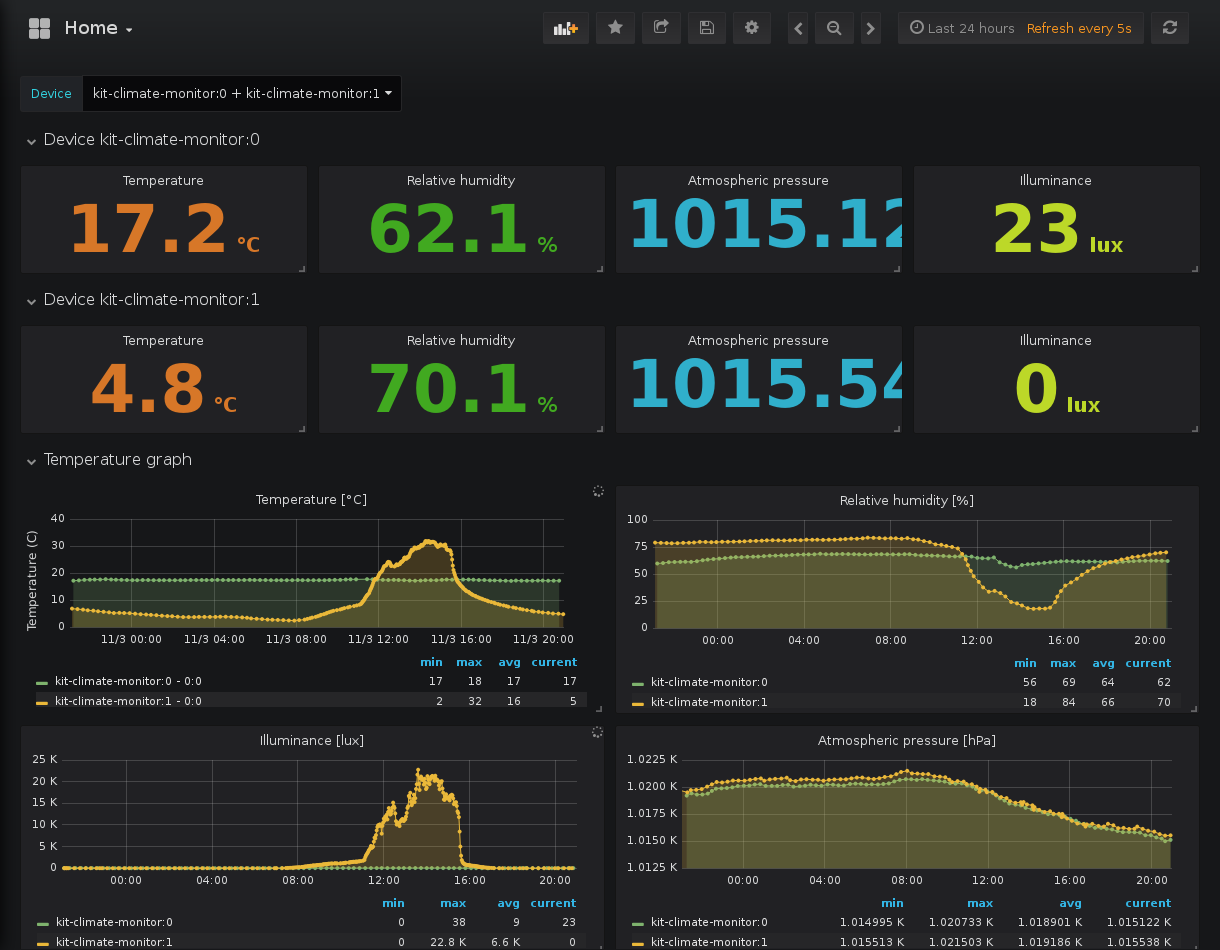 Home
Last 24 hours Refresh every 5s
Device kit-climate-monitor:0 + kit-climate-monitor:1
Device kit-climate-monitor:0
Temperature Relative humidity Atmospheric pressure Illuminance
17.2 °C 62.1 % 1015.12 23 lux
Device kit-climate-monitor:1
Temperature Relative humidity Atmospheric pressure Illuminance
4.8 °C 70.1 % 1015.54 0 lux
Temperature graph
Temperature [°C]
Temperature (C)
40
30
20
10
0
11/3 00:00 11/3 04:00 11/3 08:00 11/3 12:00 11/3 16:00 11/3 20:00
min max avg current
kit-climate-monitor:0 - 0:0 17 18 17 17
kit-climate-monitor:1 - 0:0 2 32 16 5
Relative humidity [%]
100
75
50
25
0
00:00 04:00 08:00 12:00 16:00 20:00
min max avg current
kit-climate-monitor:0 56 69 64 62
kit-climate-monitor:1 18 84 66 70
Illuminance [lux]
25 K
20 K
15 K
10 K
5 K
0
00:00 04:00 08:00 12:00 16:00 20:00
min max avg current
kit-climate-monitor:0 0 38 9 23
kit-climate-monitor:1 0 22.8 K 6.6 K 0
Atmospheric pressure [hPa]
1.0225 K
1.0200 K
1.0175 K
1.0150 K
1.0125 K
00:00 04:00 08:00 12:00 16:00 20:00
min max avg current
kit-climate-monitor:0 1.014995 K 1.020733 K 1.018901 K 1.015122 K
kit-climate-monitor:1 1.015513 K 1.021503 K 1.019186 K 1.015538 K